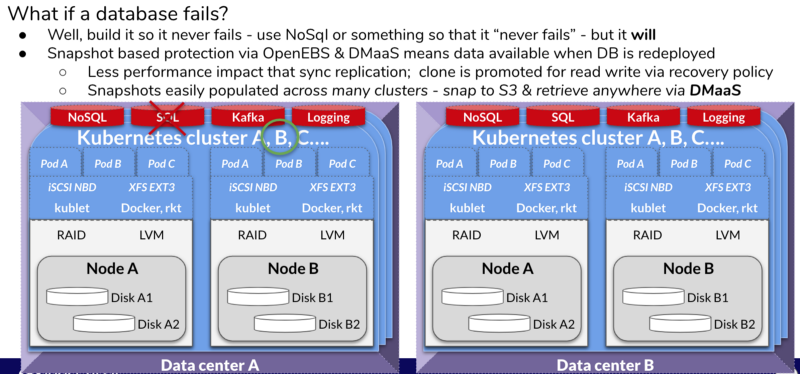 What if a database fails?
● Well, build it so it never fails - use NoSql or something so that it “never fails” - but it will
● Snapshot based protection via OpenEBS & DMaaS means data available when DB is redeployed
○ Less performance impact that sync replication; clone is promoted for read write via recovery policy
○ Snapshots easily populated across many clusters - snap to S3 & retrieve anywhere via DMaaS
NoSQL SQL Kafka Logging
Kubernetes cluster A, B, C....
Pod A Pod B Pod C Pod A Pod B Pod C
iSCSI NBD XFS EXT3 iSCSI NBD XFS EXT3
kublet Docker, rkt kublet Docker, rkt
RAID LVM RAID LVM
Node A Node B
Disk A1 Disk B1
Disk A2 Disk B2
Data center A
NoSQL SQL Kafka Logging
Kubernetes cluster A, B, C....
Pod A Pod B Pod C Pod A Pod B Pod C
iSCSI NBD XFS EXT3 iSCSI NBD XFS EXT3
kublet Docker, rkt kublet Docker, rkt
RAID LVM RAID LVM
Node A Node B
Disk A1 Disk B1
Disk A2 Disk B2
Data center B